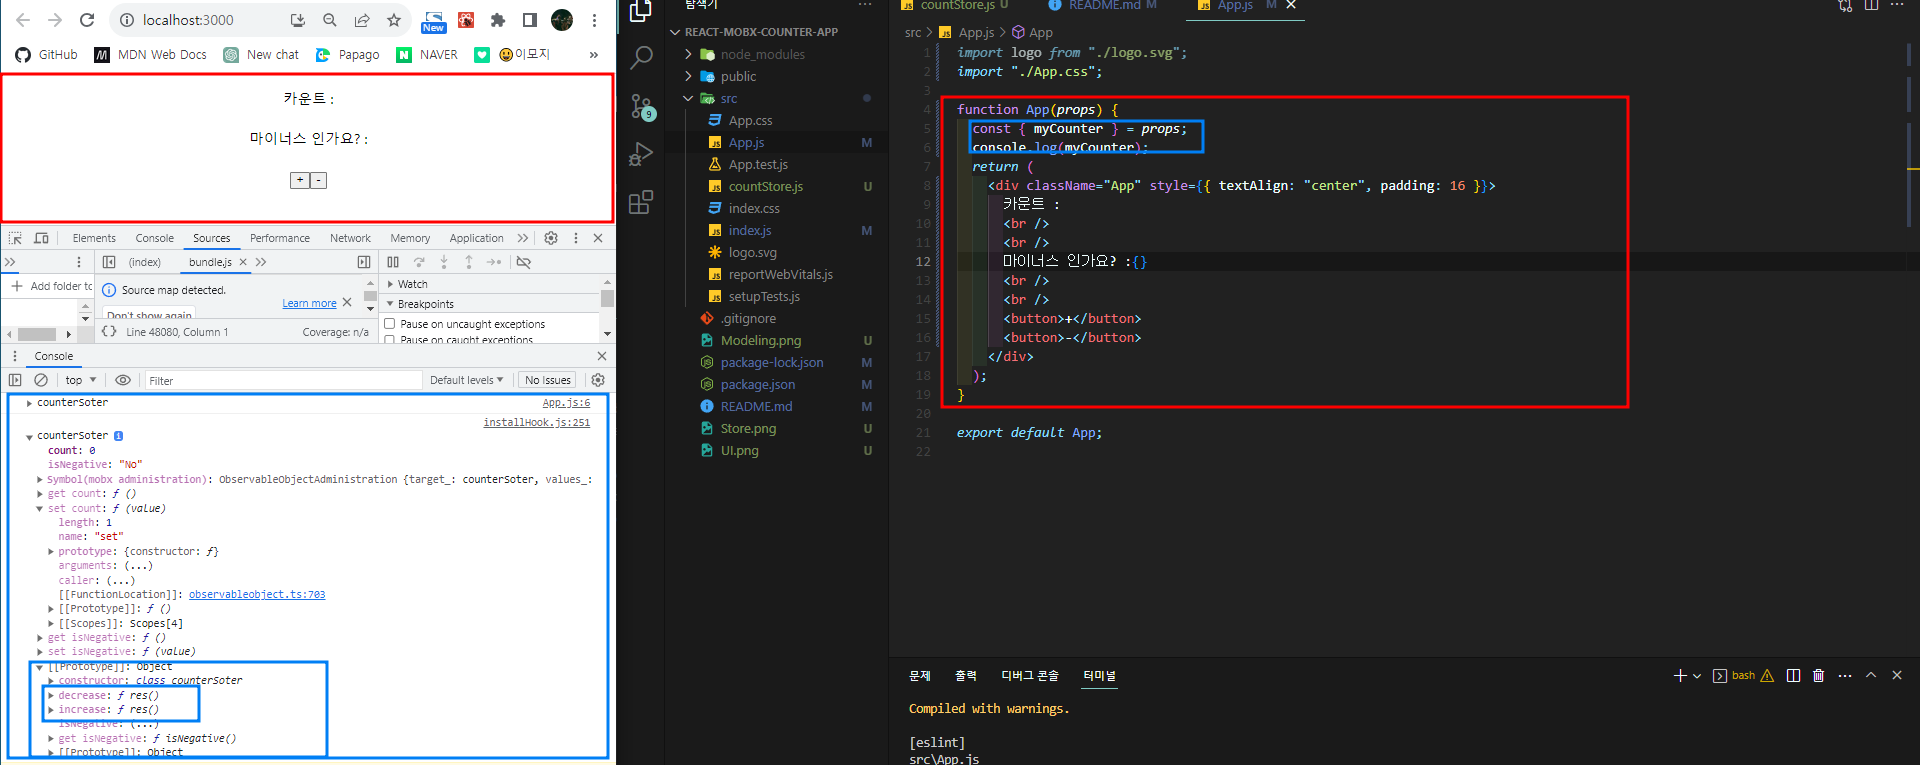 localhost:3000
New
GitHub
MDN Web Docs
New chat
Papago
NAVER
이모지
»
카운트 :
마이너스 인가요? :
+ -
Elements Console Sources Performance Network Memory Application »
» (index) bundle.js × »
+ Add folder to
Source map detected.
Learn more ×
Don't show again
{} Line 48080, Column 1 Coverage: n/a
Watch
Breakpoints
Pause on uncaught exceptions
Pause on caught exceptions
Console
top Filter Default levels No Issues
counterSoter App.js:6
installHook.js:251
counterSoter i
count: 0
isNegative: "No"
Symbol(mobx administration): ObservableObjectAdministration {target_: counterSoter, values_:
get count: ƒ ()
set count: ƒ (value)
length: 1
name: "set"
prototype: {constructor: ƒ}
arguments: (...)
caller: (...)
[[FunctionLocation]]: observableobject.ts:703
[[Prototype]]: ƒ ()
[[Scopes]]: Scopes[4]
get isNegative: ƒ ()
set isNegative: ƒ (value)
[[Prototype]]: Object
constructor: class counterSoter
decrease: ƒ res()
increase: ƒ res()
isNegative: (...)
get isNegative: ƒ isNegative()
[[Prototype]]: Object
9
탐색기 ...
REACT-MOBX-COUNTER-APP
node_modules
public
src
App.css
App.js M
App.test.js
countStore.js U
index.css
index.js M
logo.svg
reportWebVitals.js
setupTests.js
.gitignore
Modeling.png U
package-lock.json M
package.json M
README.md M
Store.png U
UI.png U
countStore.js U README.md M App.js M ×
src > App.js > App
1 import logo from "./logo.svg";
2 import "./App.css";
3
4 function App(props) {
5 const { myCounter } = props;
6 console.log(myCounter);
7 return (
8 <div className="App" style={{ textAlign: "center", padding: 16 }}>
9 카운트 :
10 <br />
11 <br />
12 마이너스 인가요? :{}
13 <br />
14 <br />
15 <button>+</button>
16 <button>-</button>
17 </div>
18 );
19 }
20
21 export default App;
22
문제 출력 디버그 콘솔 터미널
bash
Compiled with warnings.
[eslint]
src\App.js